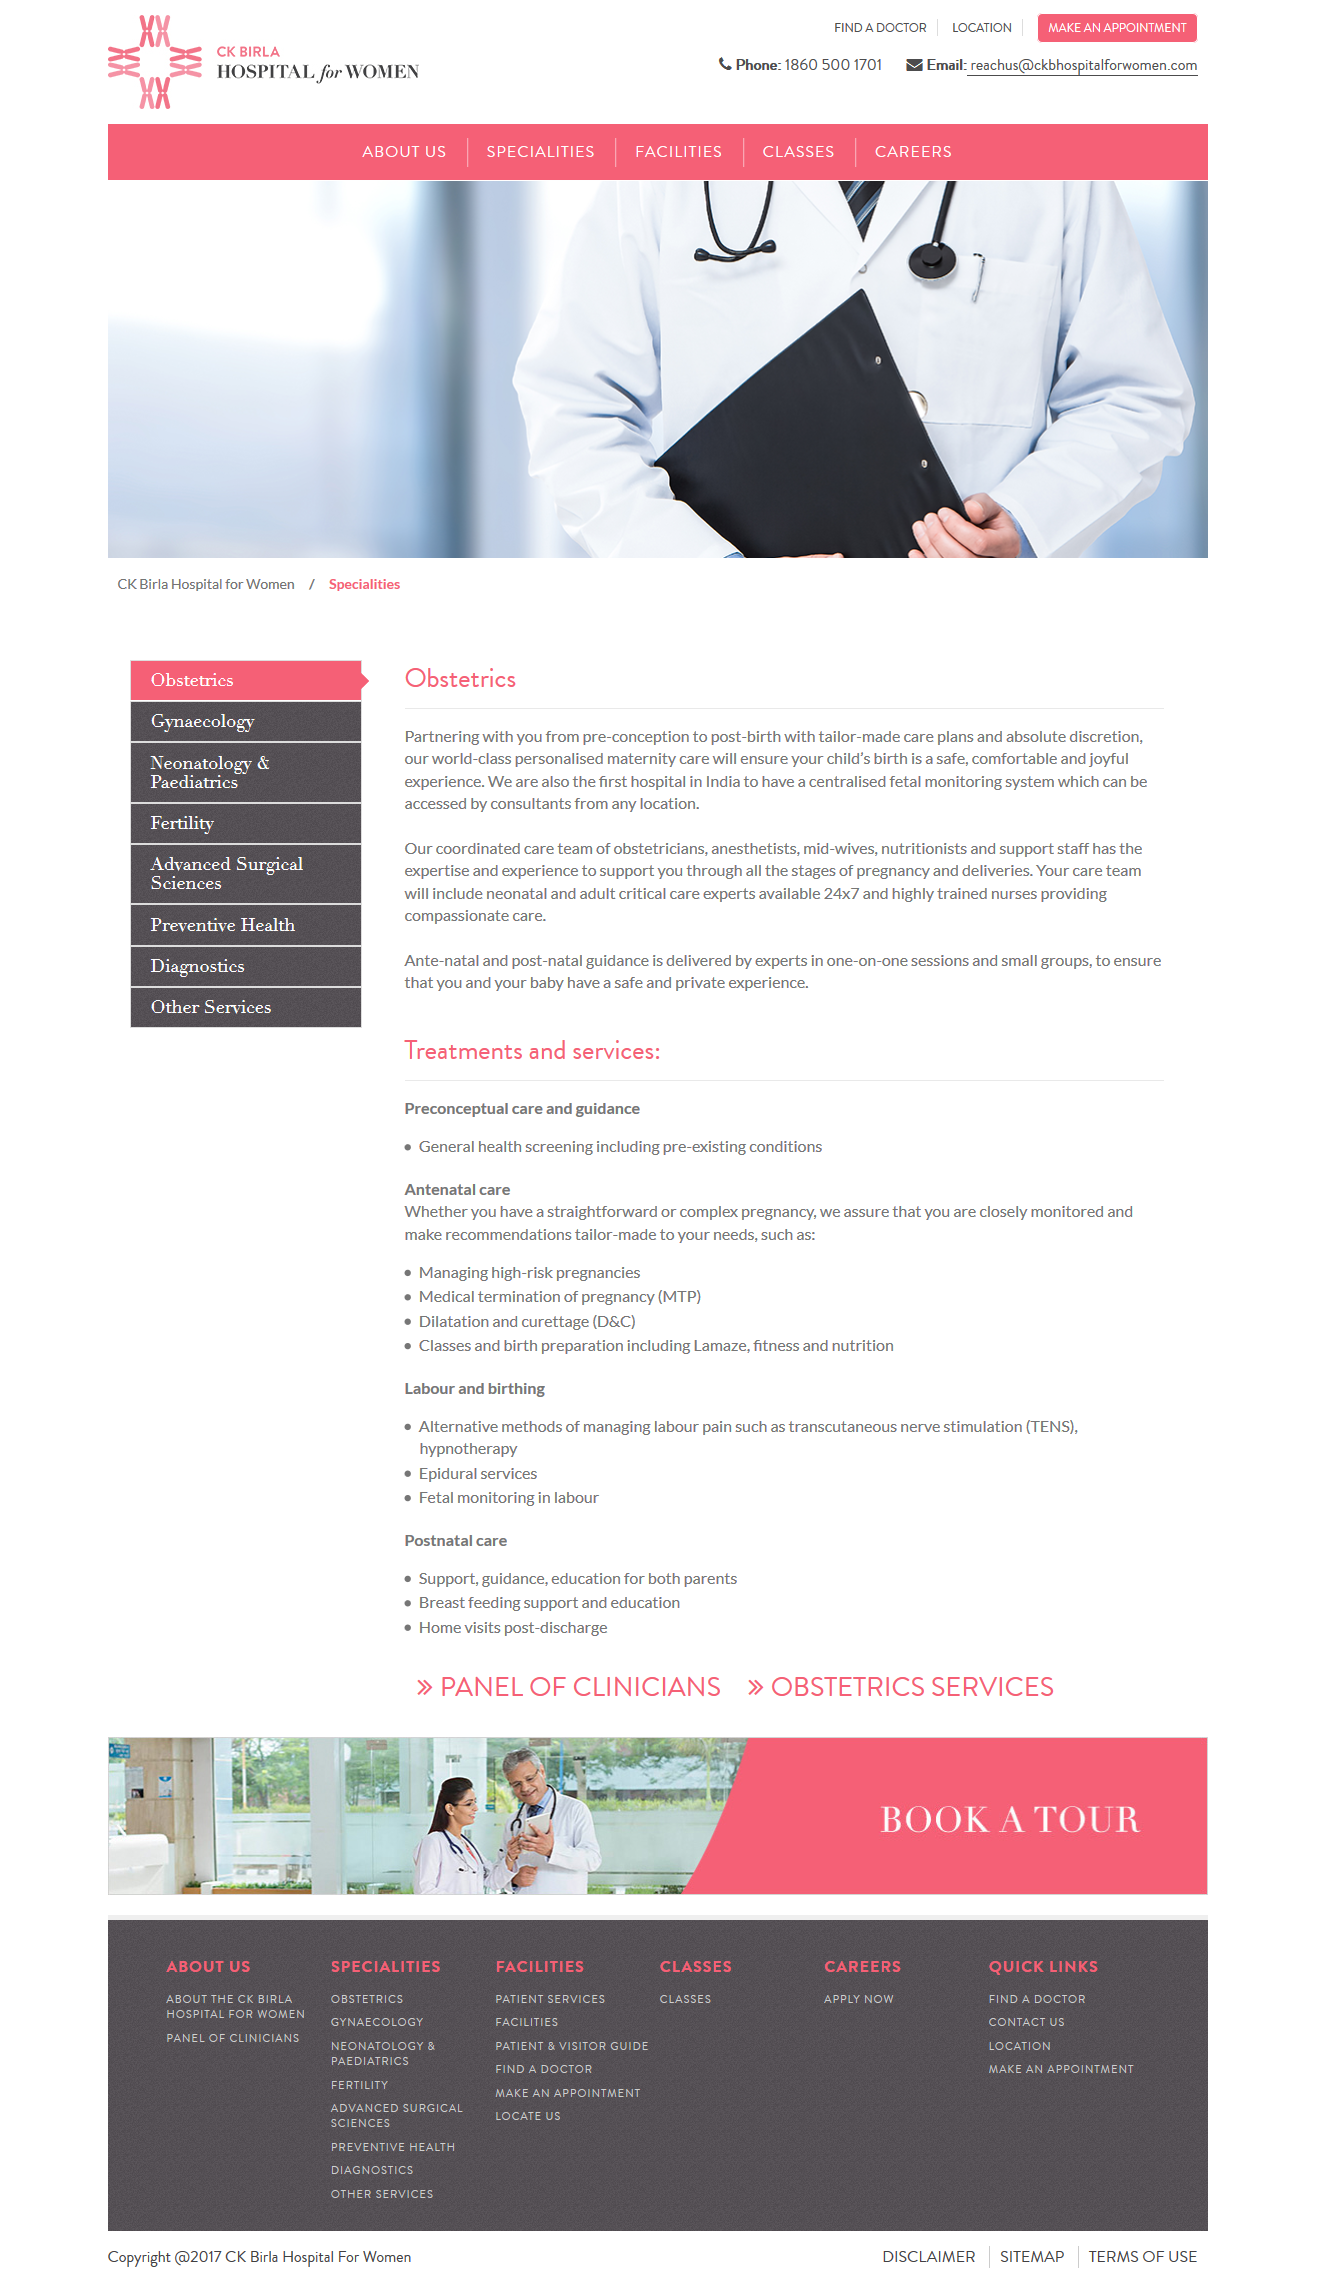 FIND A DOCTOR
LOCATION
MAKE AN APPOINTMENT
CK BIRLA
HOSPITAL for WOMEN
Phone: 1860 500 1701
Email: reachus@ckbhospitalforwomen.com
ABOUT US
SPECIALITIES
FACILITIES
CLASSES
CAREERS
CK Birla Hospital for Women / Specialities
Obstetrics
Gynaecology
Neonatology &
Paediatrics
Fertility
Advanced Surgical
Sciences
Preventive Health
Diagnostics
Other Services
Obstetrics
Partnering with you from pre-conception to post-birth with tailor-made care plans and absolute discretion,
our world-class personalised maternity care will ensure your child’s birth is a safe, comfortable and joyful
experience. We are also the first hospital in India to have a centralised fetal monitoring system which can be
accessed by consultants from any location.
Our coordinated care team of obstetricians, anesthetists, mid-wives, nutritionists and support staff has the
expertise and experience to support you through all the stages of pregnancy and deliveries. Your care team
will include neonatal and adult critical care experts available 24x7 and highly trained nurses providing
compassionate care.
Ante-natal and post-natal guidance is delivered by experts in one-on-one sessions and small groups, to ensure
that you and your baby have a safe and private experience.
Treatments and services:
Preconceptual care and guidance
• General health screening including pre-existing conditions
Antenatal care
Whether you have a straightforward or complex pregnancy, we assure that you are closely monitored and
make recommendations tailor-made to your needs, such as:
• Managing high-risk pregnancies
• Medical termination of pregnancy (MTP)
• Dilatation and curettage (D&C)
• Classes and birth preparation including Lamaze, fitness and nutrition
Labour and birthing
• Alternative methods of managing labour pain such as transcutaneous nerve stimulation (TENS),
hypnotherapy
• Epidural services
• Fetal monitoring in labour
Postnatal care
• Support, guidance, education for both parents
• Breast feeding support and education
• Home visits post-discharge
» PANEL OF CLINICIANS
» OBSTETRICS SERVICES
BOOK A TOUR
ABOUT US
ABOUT THE CK BIRLA
HOSPITAL FOR WOMEN
PANEL OF CLINICIANS
SPECIALITIES
OBSTETRICS
GYNAECOLOGY
NEONATOLOGY &
PAEDIATRICS
FERTILITY
ADVANCED SURGICAL
SCIENCES
PREVENTIVE HEALTH
DIAGNOSTICS
OTHER SERVICES
FACILITIES
PATIENT SERVICES
FACILITIES
PATIENT & VISITOR GUIDE
FIND A DOCTOR
MAKE AN APPOINTMENT
LOCATE US
CLASSES
CLASSES
CAREERS
APPLY NOW
QUICK LINKS
FIND A DOCTOR
CONTACT US
LOCATION
MAKE AN APPOINTMENT
Copyright @2017 CK Birla Hospital For Women
DISCLAIMER
SITEMAP
TERMS OF USE